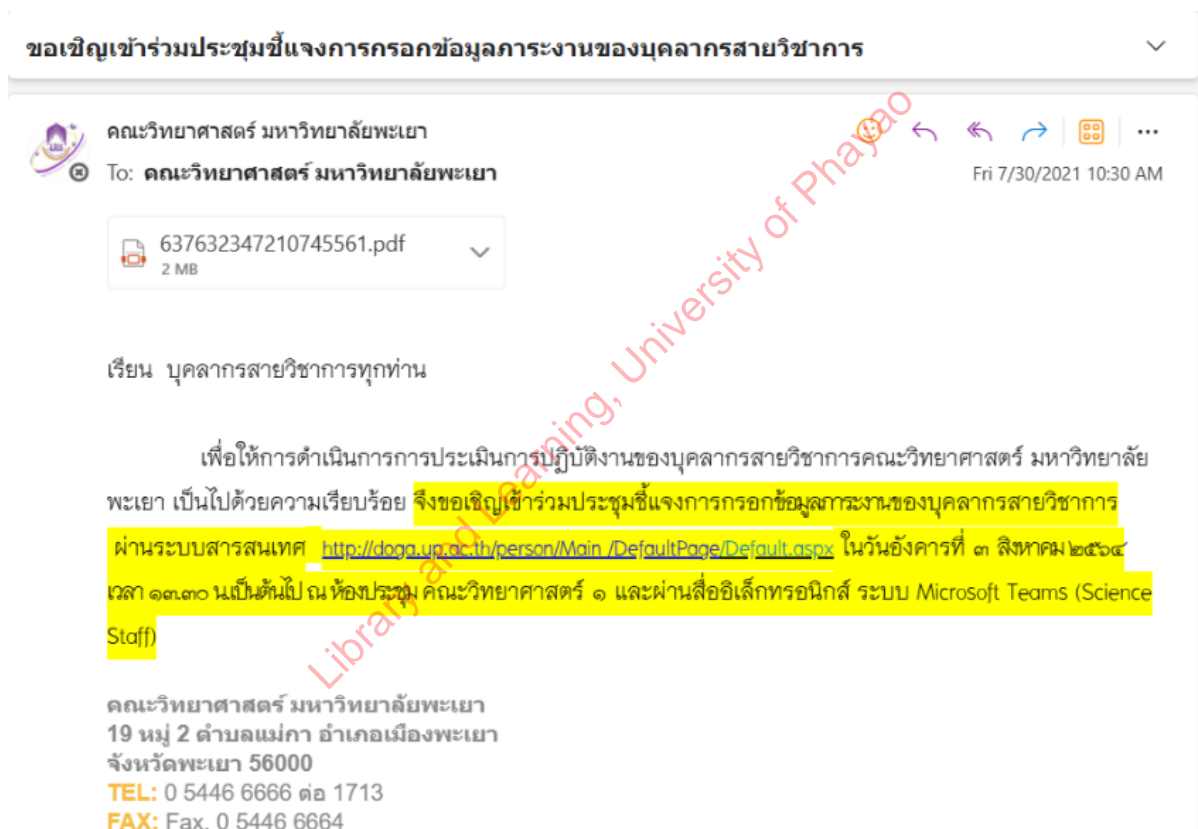 ขอเชิญเข้าร่วมประชุมชี้แจงการกรอกข้อมูลภาระงานของบุคลากรสายวิชาการ
คณะวิทยาศาสตร์ มหาวิทยาลัยพะเยา
To: คณะวิทยาศาสตร์ มหาวิทยาลัยพะเยา
Fri 7/30/2021 10:30 AM
637632347210745561.pdf
2 MB
เรียน บุคลากรสายวิชาการทุกท่าน
เพื่อให้การดำเนินการการประเมินการปฏิบัติงานของบุคลากรสายวิชาการคณะวิทยาศาสตร์ มหาวิทยาลัย
พะเยา เป็นไปด้วยความเรียบร้อย จึงขอเชิญเข้าร่วมประชุมชี้แจงการกรอกข้อมูลภาระงานของบุคลากรสายวิชาการ
ผ่านระบบสารสนเทศ http://doga.up.ac.th/person/Main /DefaultPage/Default.aspx ในวันอังคารที่ ๓ สิงหาคม ๒๕๖๔
เวลา ๑๓.๓๐ น.เป็นต้นไป ณ ห้องประชุม คณะวิทยาศาสตร์ ๑ และผ่านสื่ออิเล็กทรอนิกส์ ระบบ Microsoft Teams (Science
Staff)
คณะวิทยาศาสตร์ มหาวิทยาลัยพะเยา
19 หมู่ 2 ตำบลแม่กา อำเภอเมืองพะเยา
จังหวัดพะเยา 56000
TEL: 0 5446 6666 ต่อ 1713
FAX: Fax. 0 5446 6664
Library and Learning, University of Phayao